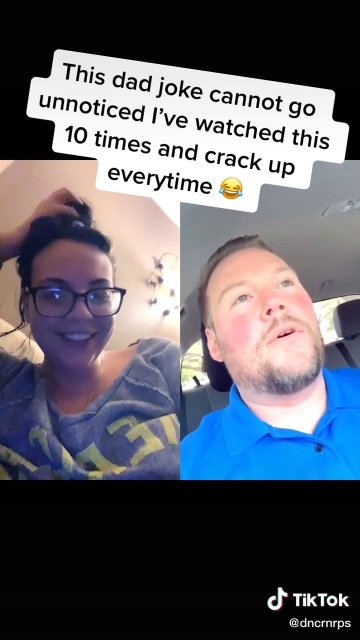 This dad joke cannot go
unnoticed I've watched this
10 times and crack up
everytime 😂
TikTok
@dncrnrps